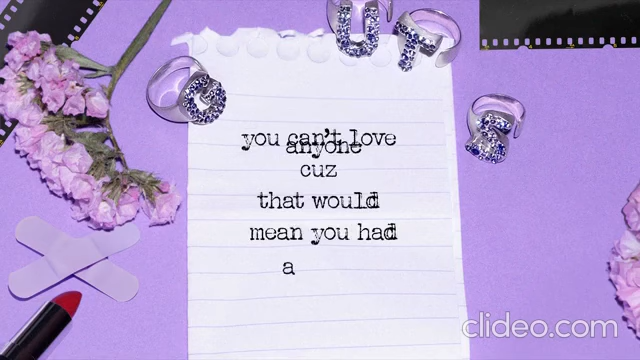 G U T S
you can't love
anyone
cuz
that would
mean you had
a
clideo.com